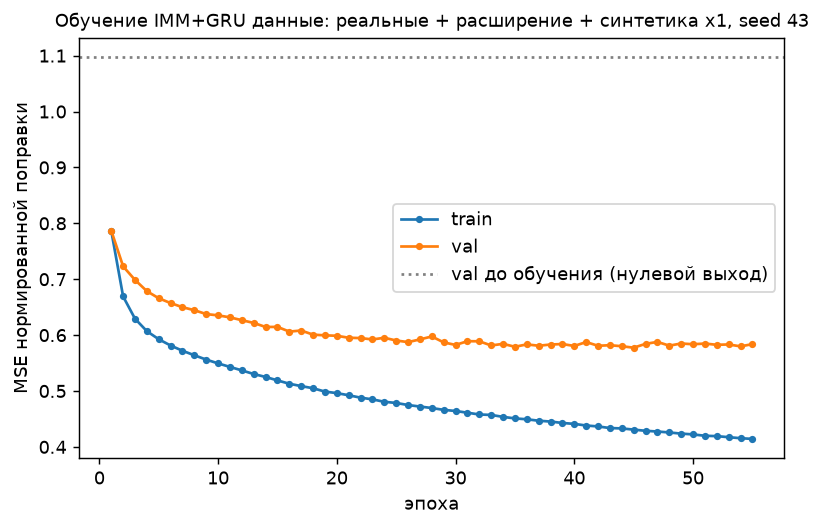 Обучение IMM+GRU данные: реальные + расширение + синтетика x1, seed 43
MSE нормированной поправки
1.1
1.0
0.9
0.8
0.7
0.6
0.5
0.4
train
val
val до обучения (нулевой выход)
0 10 20 30 40 50
эпоха